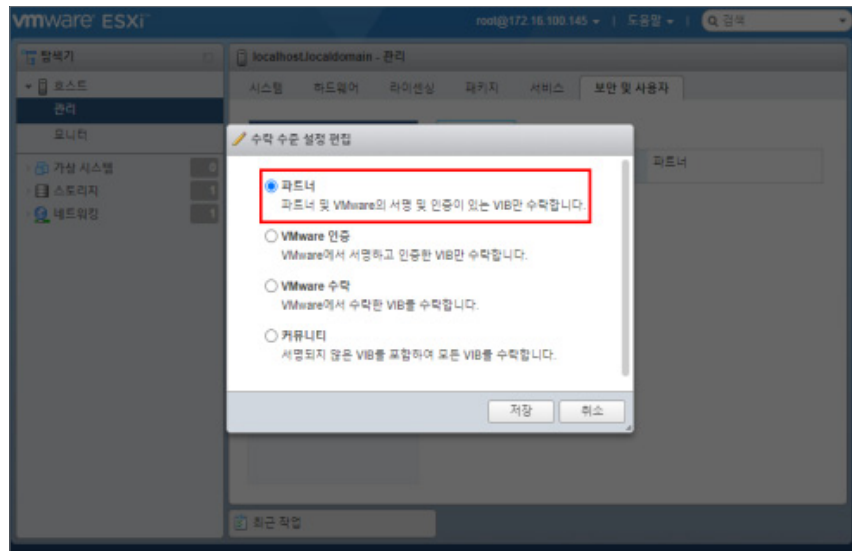 vmware ESXi
root@172.16.100.145
도움말
검색
탐색기
localhost.localdomain - 관리
호스트
관리
모니터
가상 시스템
0
스토리지
1
네트워킹
1
시스템
하드웨어
라이센싱
패키지
서비스
보안 및 사용자
파트너
수락 수준 설정 편집
파트너
파트너 및 VMware의 서명 및 인증이 있는 VIB만 수락합니다.
VMware 인증
VMware에서 서명하고 인증한 VIB만 수락합니다.
VMware 수락
VMware에서 수락한 VIB를 수락합니다.
커뮤니티
서명되지 않은 VIB를 포함하여 모든 VIB를 수락합니다.
저장
취소
최근 작업